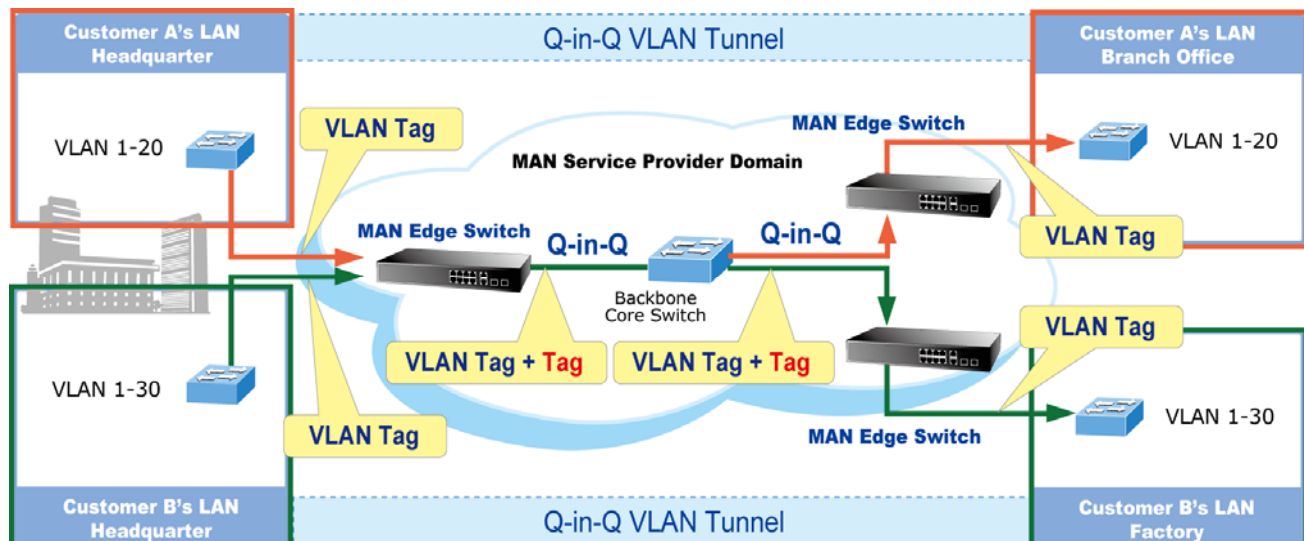 Customer A's LAN
Headquarter
Q-in-Q VLAN Tunnel
Customer A's LAN
Branch Office
VLAN 1-20
VLAN Tag
MAN Edge Switch
VLAN 1-20
MAN Service Provider Domain
MAN Edge Switch
Q-in-Q
Q-in-Q
VLAN Tag
Backbone
Core Switch
VLAN Tag
VLAN Tag + Tag
VLAN Tag + Tag
VLAN 1-30
VLAN Tag
MAN Edge Switch
VLAN 1-30
Customer B's LAN
Headquarter
Q-in-Q VLAN Tunnel
Customer B's LAN
Factory